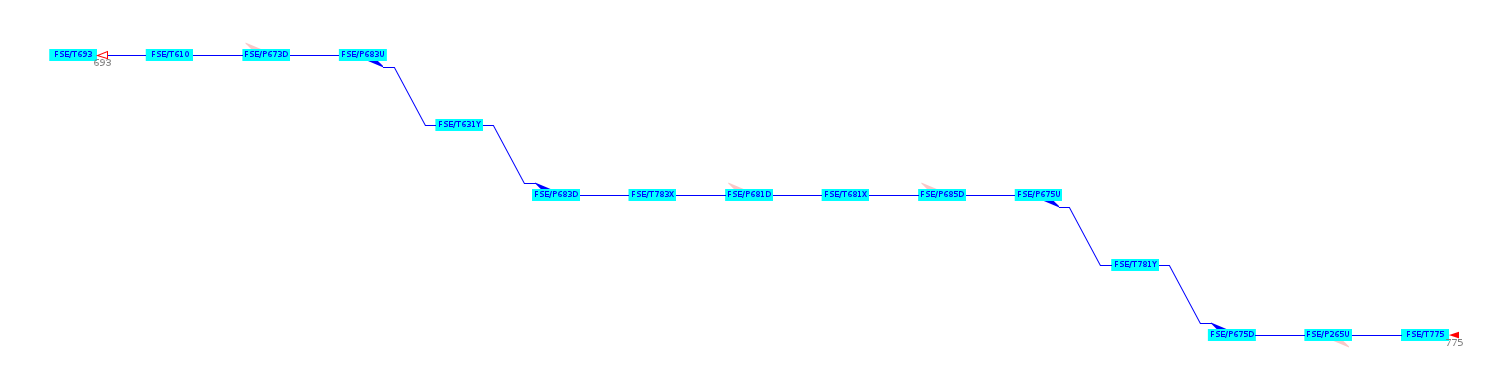 FSE/T693 FSE/T610 FSE/P673D FSE/P683U
693
FSE/T631Y
FSE/P683D FSE/T783X FSE/P681D FSE/T681X FSE/P685D FSE/P675U
FSE/T781Y
FSE/P675D FSE/P265U FSE/T775
775